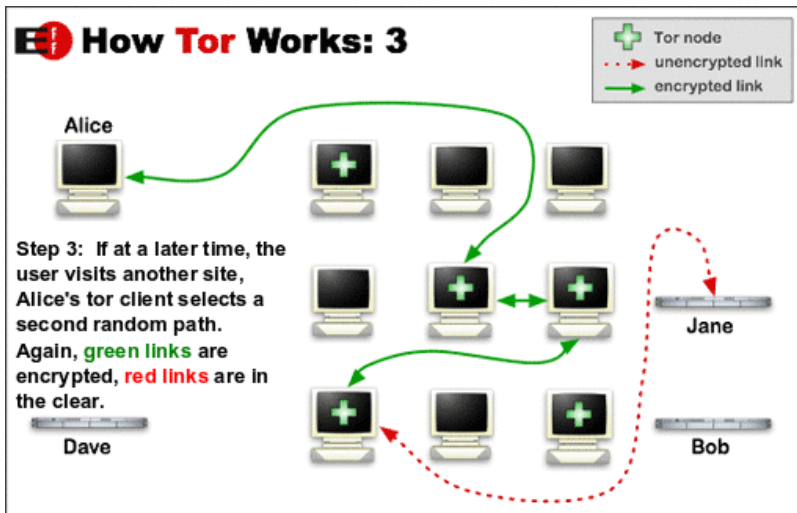 EFF How Tor Works: 3
Tor node
unencrypted link
encrypted link
Alice
Step 3: If at a later time, the
user visits another site,
Alice's tor client selects a
second random path.
Again, green links are
encrypted, red links are in
the clear.
Jane
Dave
Bob